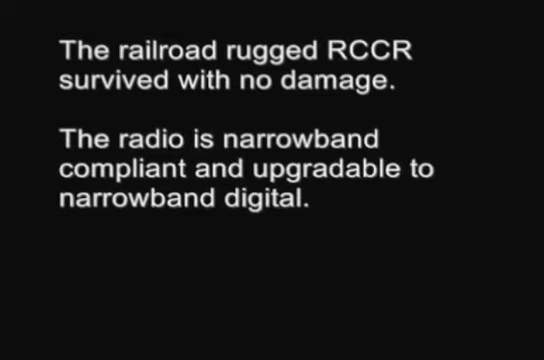 The railroad rugged RCCR
survived with no damage.
The radio is narrowband
compliant and upgradable to
narrowband digital.